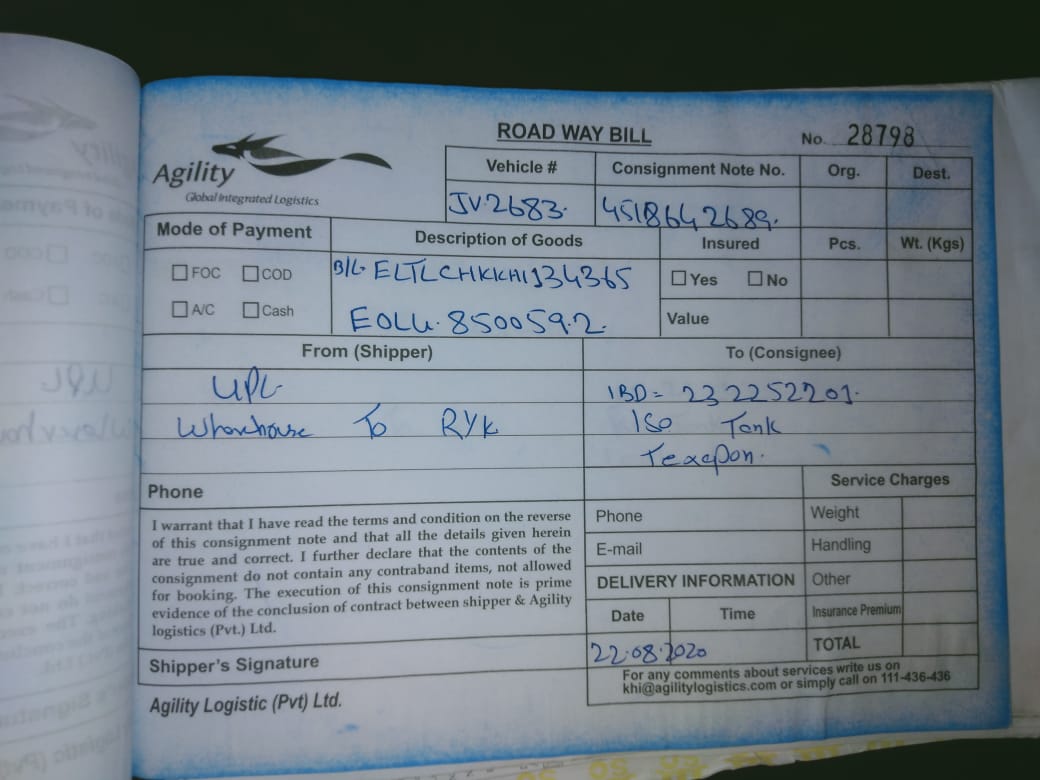 ROAD WAY BILL
No. 28798
Agility
Global Integrated Logistics
Vehicle # Consignment Note No. Org. Dest.
JV.2683. 4518642689.
Mode of Payment Description of Goods Insured Pcs. Wt. (Kgs)
FOC COD B/L. ELTLCHKKHI134365 Yes No
A/C Cash EOLU. 850059.2. Value
From (Shipper) To (Consignee)
UPL IBD= 232252201.
Wharehouse To RYK ISO Tank
Texapon.
Phone Service Charges
I warrant that I have read the terms and condition on the reverse
of this consignment note and that all the details given herein
are true and correct. I further declare that the contents of the
consignment do not contain any contraband items, not allowed
for booking. The execution of this consignment note is prime
evidence of the conclusion of contract between shipper & Agility
logistics (Pvt.) Ltd.
Phone Weight
E-mail Handling
DELIVERY INFORMATION Other
Date Time Insurance Premium
22.08.2020 TOTAL
Shipper's Signature
For any comments about services write us on
khi@agilitylogistics.com or simply call on 111-436-436
Agility Logistic (Pvt) Ltd.